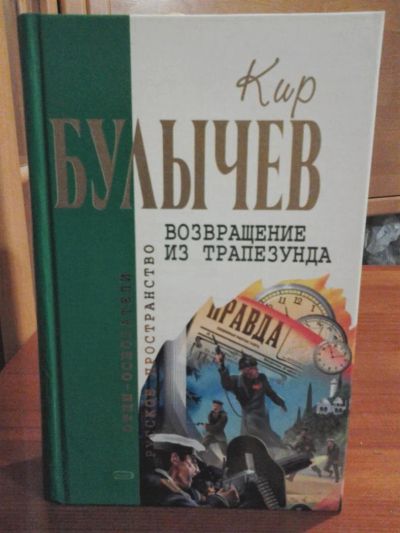 Кир
БУЛЫЧЕВ
ВОЗВРАЩЕНИЕ
ИЗ ТРАПЕЗУНДА
ОТЦЫ-ОСНОВАТЕЛИ
РУССКОЕ ПРОСТРАНСТВО
ПРАВДА